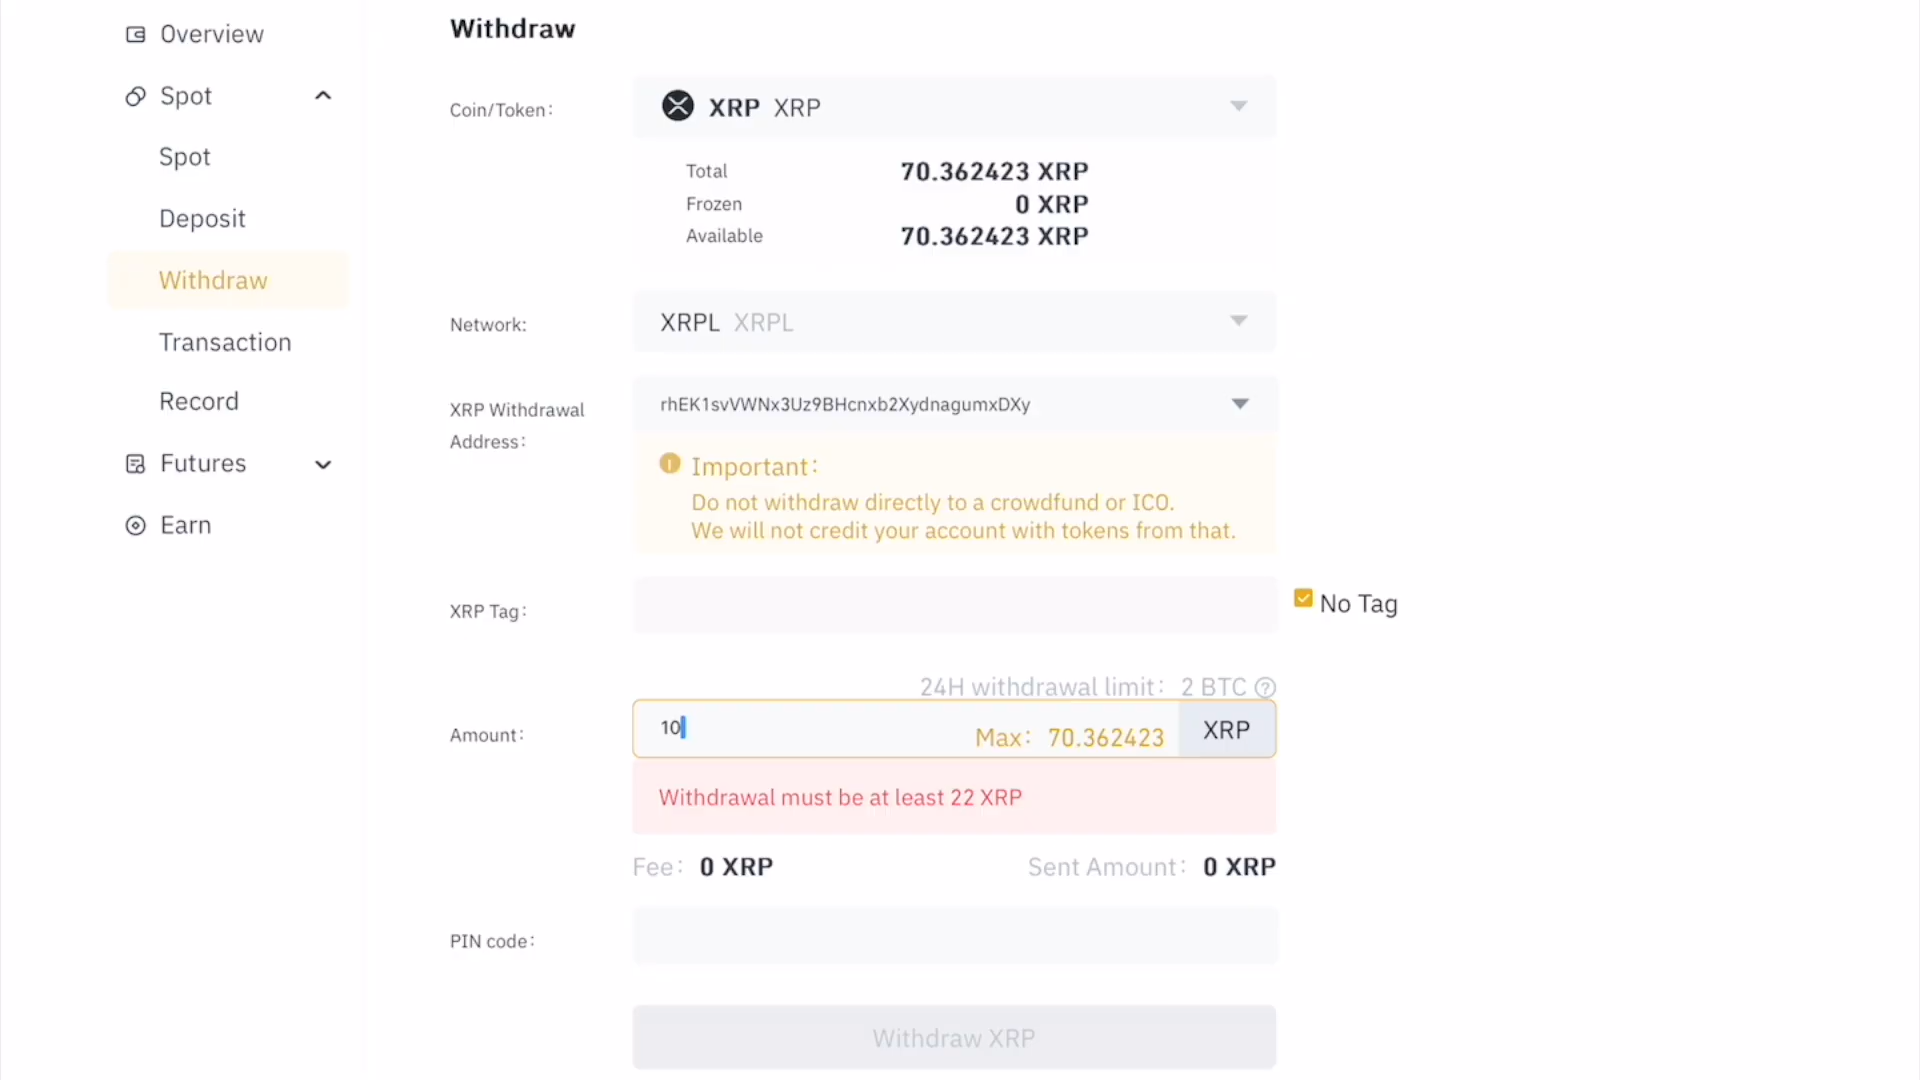 Overview
Spot
Spot
Deposit
Withdraw
Transaction
Record
Futures
Earn
Withdraw
Coin/Token:
XRP XRP
Total 70.362423 XRP
Frozen 0 XRP
Available 70.362423 XRP
Network:
XRPL XRPL
XRP Withdrawal
Address:
rhEK1svVWNx3Uz9BHcnxb2XydnagumxDXy
Important:
Do not withdraw directly to a crowdfund or ICO.
We will not credit your account with tokens from that.
XRP Tag:
No Tag
24H withdrawal limit: 2 BTC
Amount:
10 Max: 70.362423 XRP
Withdrawal must be at least 22 XRP
Fee: 0 XRP Sent Amount: 0 XRP
PIN code:
Withdraw XRP